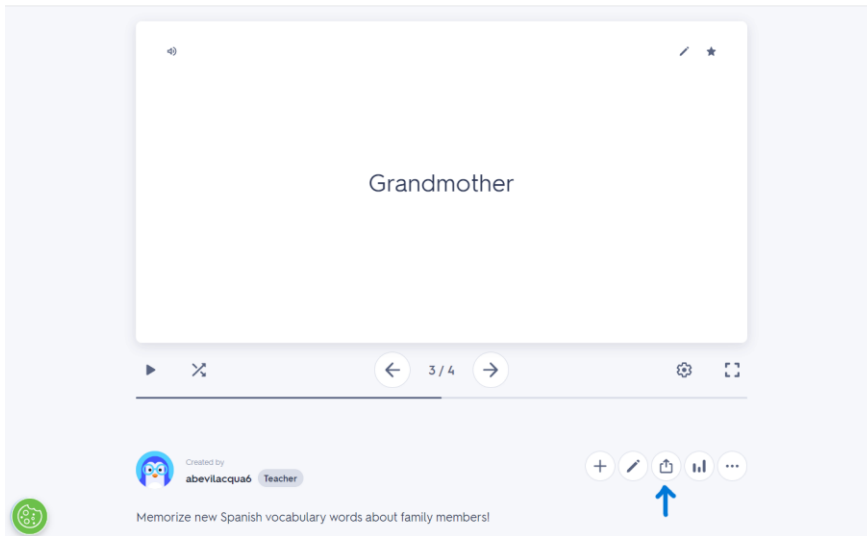 Grandmother
3 / 4
Created by
abevilacqua6 Teacher
Memorize new Spanish vocabulary words about family members!